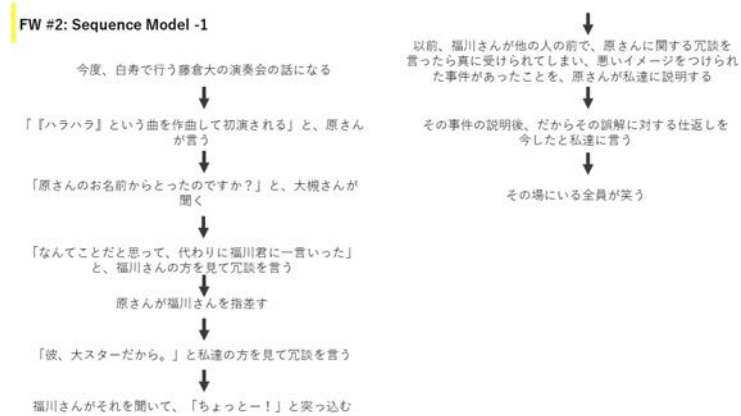 FW #2: Sequence Model -1
今度、白寿で行う藤倉大の演奏会の話になる
「『ハラハラ』という曲を作曲して初演される」と、原さん
が言う
「原さんのお名前からとったのですか？」と、大槻さんが
聞く
「なんてことだと思って、代わりに福川君に一言いった」
と、福川さんの方を見て冗談を言う
原さんが福川さんを指差す
「彼、大スターだから。」と私達の方を見て冗談を言う
福川さんがそれを聞いて、「ちょっとー！」と突っ込む
以前、福川さんが他の人の前で、原さんに関する冗談を
言ったら真に受けられてしまい、悪いイメージをつけられ
た事件があったことを、原さんが私達に説明する
その事件の説明後、だからその誤解に対する仕返しを
今したと私達に言う
その場にいる全員が笑う